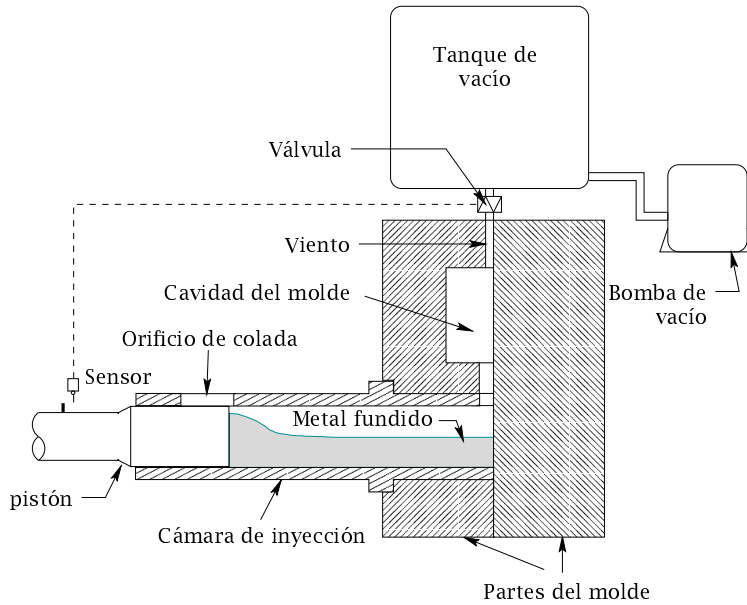 Tanque de
vacío
Válvula
Viento
Cavidad del molde
Bomba de
vacío
Orificio de colada
Sensor
Metal fundido
pistón
Cámara de inyección
Partes del molde